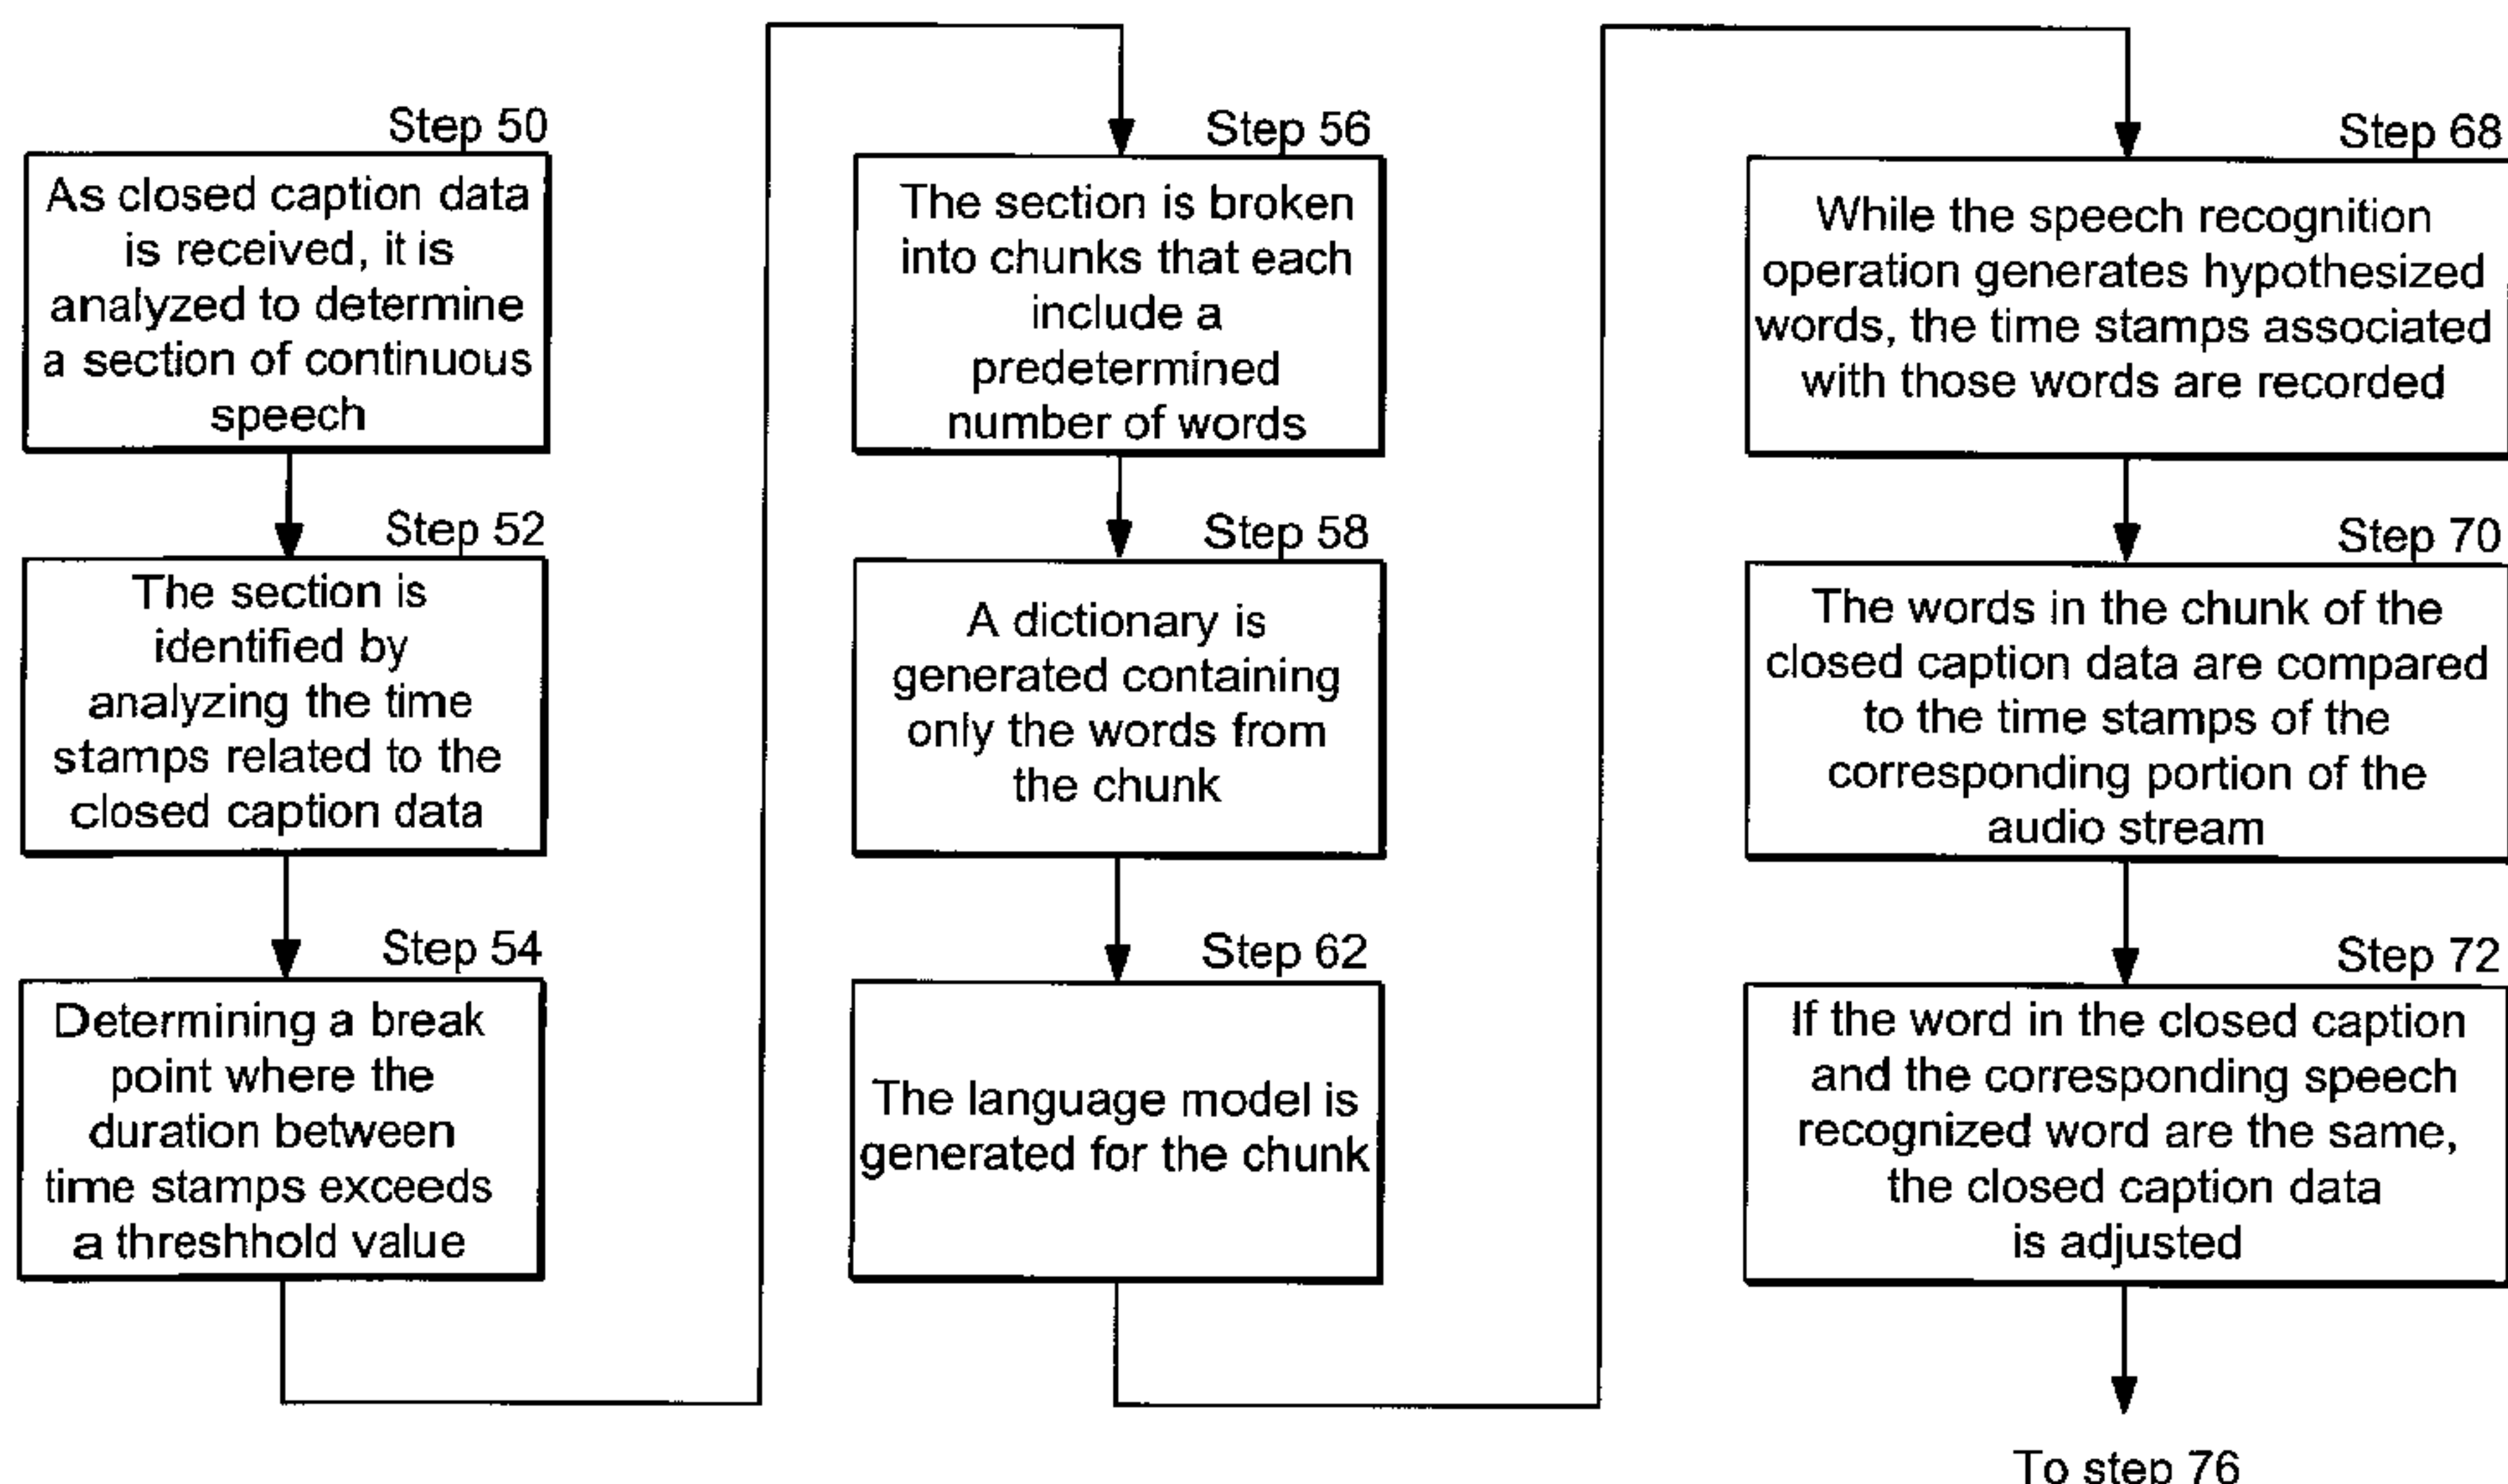 Step 50
As closed caption data
is received, it is
analyzed to determine
a section of continuous
speech
Step 52
The section is
identified by
analyzing the time
stamps related to the
closed caption data
Step 54
Determining a break
point where the
duration between
time stamps exceeds
a threshhold value
Step 56
The section is broken
into chunks that each
include a
predetermined
number of words
Step 58
A dictionary is
generated containing
only the words from
the chunk
Step 62
The language model is
generated for the chunk
Step 68
While the speech recognition
operation generates hypothesized
words, the time stamps associated
with those words are recorded
Step 70
The words in the chunk of the
closed caption data are compared
to the time stamps of the
corresponding portion of the
audio stream
Step 72
If the word in the closed caption
and the corresponding speech
recognized word are the same,
the closed caption data
is adjusted
To step 76